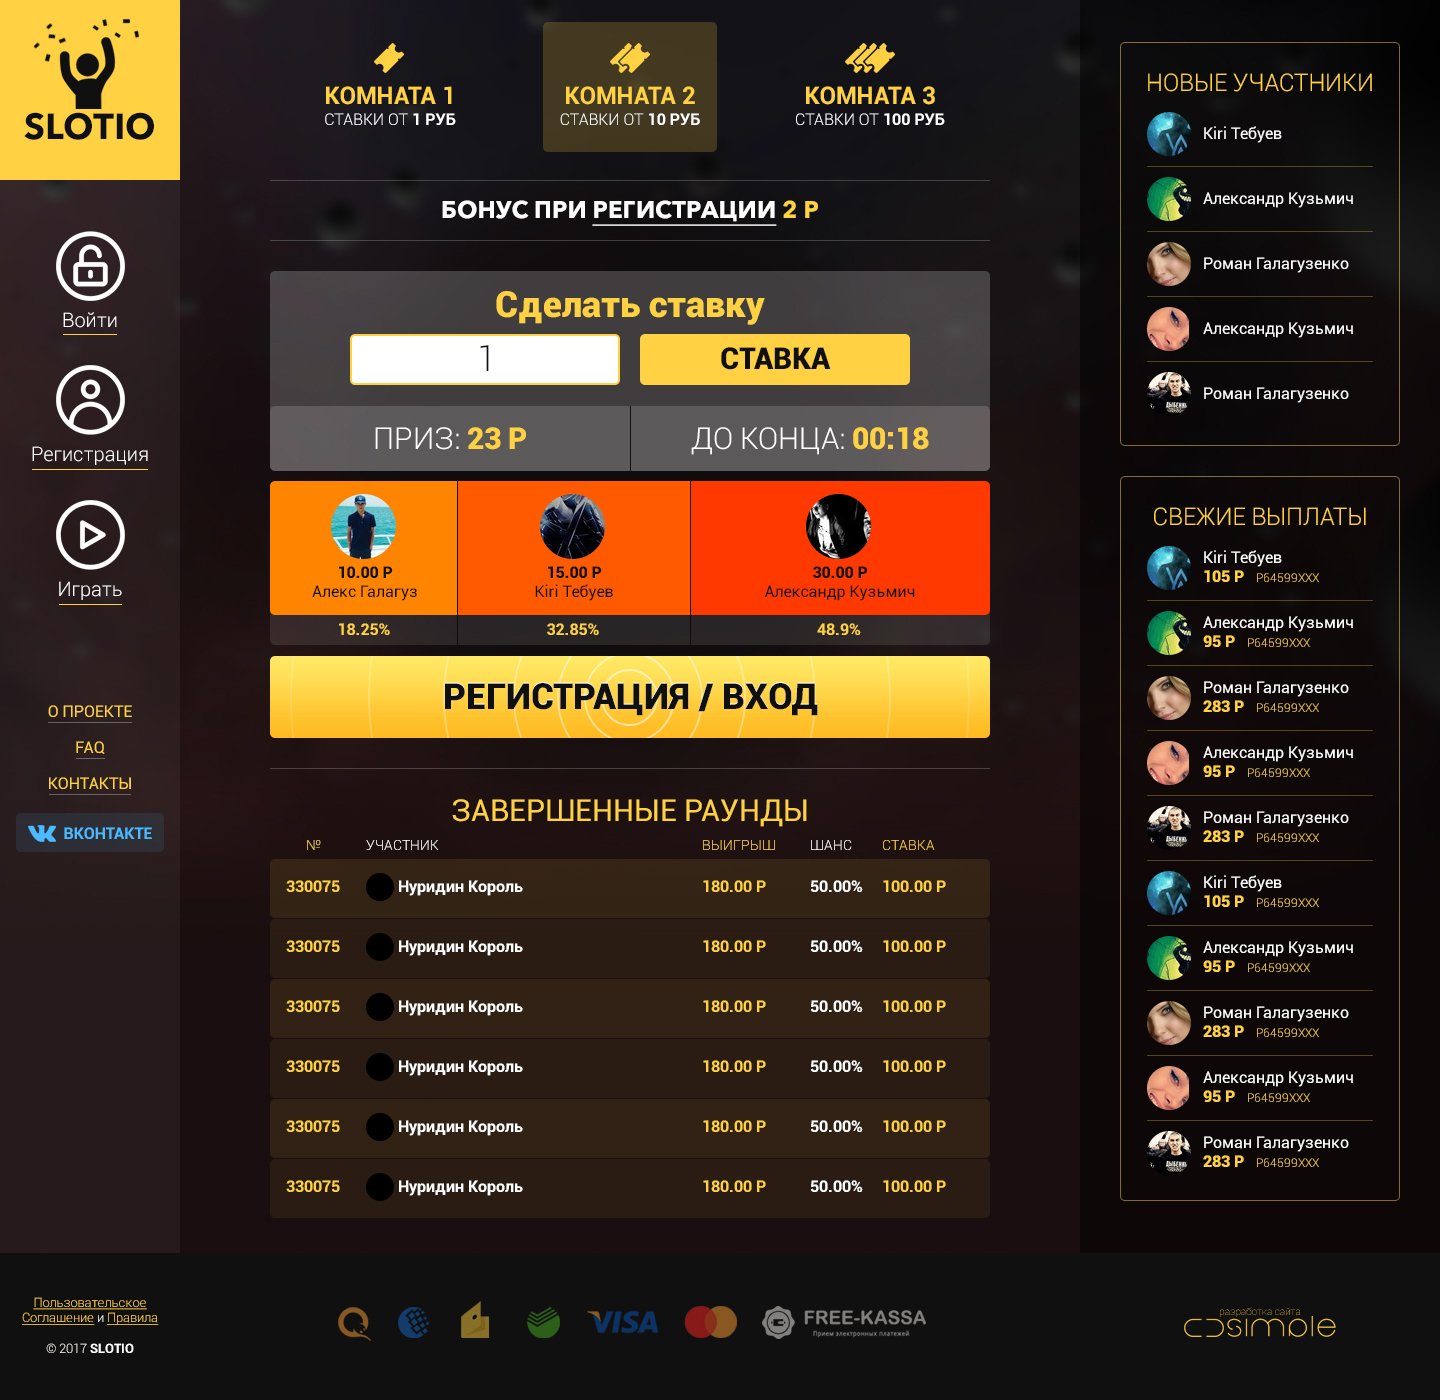 SLOTIO
Войти
Регистрация
Играть
О ПРОЕКТЕ
FAQ
КОНТАКТЫ
ВКОНТАКТЕ
КОМНАТА 1
СТАВКИ ОТ 1 РУБ
КОМНАТА 2
СТАВКИ ОТ 10 РУБ
КОМНАТА 3
СТАВКИ ОТ 100 РУБ
БОНУС ПРИ РЕГИСТРАЦИИ 2 Р
Сделать ставку
1
СТАВКА
ПРИЗ: 23 Р
ДО КОНЦА: 00:18
10.00 Р
Алекс Галагуз
18.25%
15.00 Р
Kiri Тебуев
32.85%
30.00 Р
Александр Кузьмич
48.9%
РЕГИСТРАЦИЯ / ВХОД
ЗАВЕРШЕННЫЕ РАУНДЫ
№ УЧАСТНИК ВЫИГРЫШ ШАНС СТАВКА
330075 Нуридин Король 180.00 Р 50.00% 100.00 Р
330075 Нуридин Король 180.00 Р 50.00% 100.00 Р
330075 Нуридин Король 180.00 Р 50.00% 100.00 Р
330075 Нуридин Король 180.00 Р 50.00% 100.00 Р
330075 Нуридин Король 180.00 Р 50.00% 100.00 Р
330075 Нуридин Король 180.00 Р 50.00% 100.00 Р
НОВЫЕ УЧАСТНИКИ
Kiri Тебуев
Александр Кузьмич
Роман Галагузенко
Александр Кузьмич
Роман Галагузенко
СВЕЖИЕ ВЫПЛАТЫ
Kiri Тебуев
105 Р P64599XXX
Александр Кузьмич
95 Р P64599XXX
Роман Галагузенко
283 Р P64599XXX
Александр Кузьмич
95 Р P64599XXX
Роман Галагузенко
283 Р P64599XXX
Kiri Тебуев
105 Р P64599XXX
Александр Кузьмич
95 Р P64599XXX
Роман Галагузенко
283 Р P64599XXX
Александр Кузьмич
95 Р P64599XXX
Роман Галагузенко
283 Р P64599XXX
Пользовательское
Соглашение и Правила
© 2017 SLOTIO
VISA
FREE-KASSA
Прием электронных платежей
разработка сайта
cpsimple